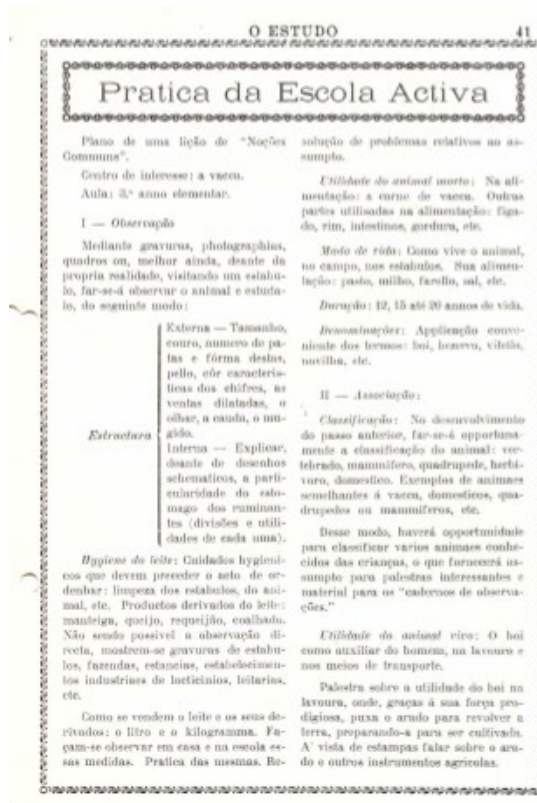 O ESTUDO 41
Pratica da Escola Activa
Plano de uma lição de "Noções
Communs".
Centro de interesse: a vacca.
Aula: 3.º anno elementar.
I — Observação
Mediante gravuras, photographias,
quadros ou, melhor ainda, deante da
propria realidade, visitando um estabu-
lo, far-se-á observar o animal e estuda-
lo, do seguinte modo:
Estructura
Externa — Tamanho,
couro, numero de pa-
tas e fórma destas,
pello, côr caracteris-
ticas dos chifres, as
ventas dilatadas, o
olhar, a cauda, o mu-
gido.
Interna — Explicar,
deante de desenhos
schematicos, a parti-
cularidade do esto-
mago dos ruminan-
tes (divisões e utili-
dades de cada uma).
Hygiene do leite: Cuidados hygieni-
cos que devem preceder o acto de or-
denhar: limpeza dos estabulos, do ani-
mal, etc. Productos derivados do leite:
manteiga, queijo, requeijão, coalhada.
Não sendo possivel a observação di-
recta, mostrem-se gravuras de estabu-
los, fazendas, estancias, estabelecimen-
tos industriaes de lacticinios, leitarias,
etc.
Como se vendem o leite e os seus de-
rivados: o litro e o kilogramma. Fa-
çam-se observar em casa e na escola es-
sas medidas. Pratica das mesmas. Re-
solução de problemas relativos ao as-
sumpto.
Utilidade do animal morto: Na ali-
mentação: a carne de vacca. Outras
partes utilisadas na alimentação: figa-
do, rim, intestinos, gordura, etc.
Modo de vida: Como vive o animal,
no campo, nos estabulos. Sua alimen-
tação: pasto, milho, farello, sal, etc.
Duração: 12, 15 até 20 annos de vida.
Denominações: Applicação conve-
niente dos termos: boi, bezerro, vitela,
novilha, etc.
II — Associação:
Classificação: No desenvolvimento
do passo anterior, far-se-á opportuna-
mente a classificação do animal: ver-
tebrado, mammifero, quadrupede, herbi-
voro, domestico. Exemplos de animaes
semelhantes á vacca, domesticos, qua-
drupedes ou mammiferos, etc.
Desse modo, haverá opportunidade
para classificar varios animaes conhe-
cidos das crianças, o que fornecerá as-
sumpto para palestras interessantes e
material para os "cadernos de observa-
ções."
Utilidade do animal vivo: O boi
como auxiliar do homem, na lavoura e
nos meios de transporte.
Palestra sobre a utilidade do boi na
lavoura, onde, graças á sua força pro-
digiosa, puxa o arado para revolver a
terra, preparando-a para ser cultivada.
A' vista de estampas falar sobre o ara-
do e outros instrumentos agricolas.